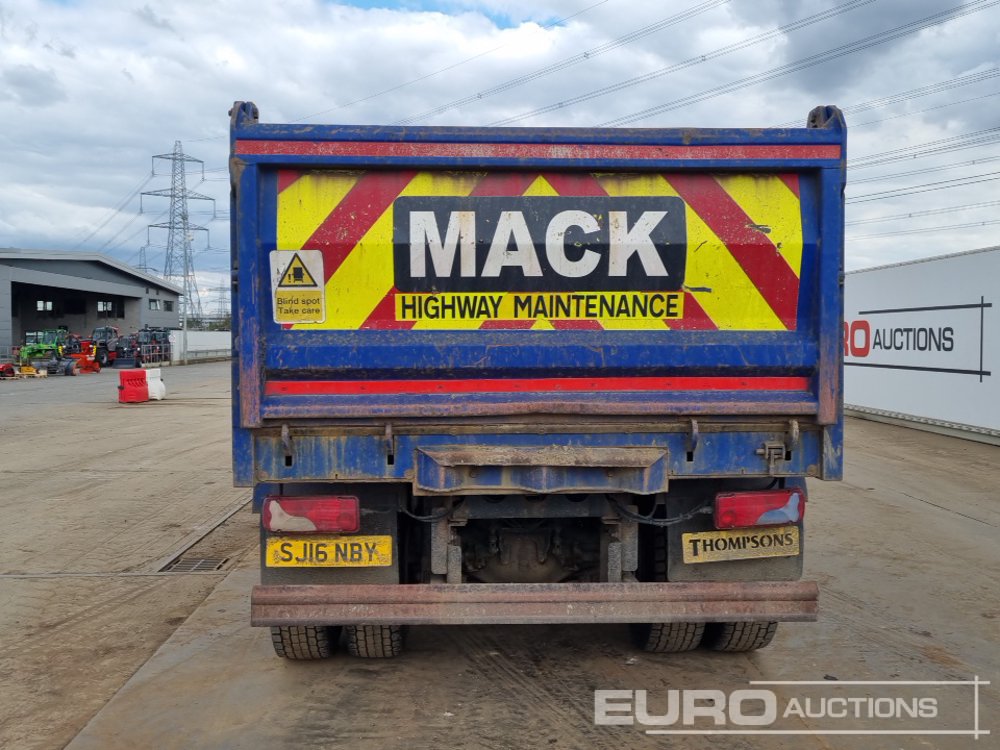 MACK
HIGHWAY MAINTENANCE
Blind spot
Take care
RO AUCTIONS
SJ16 NBY
THOMPSONS
EURO AUCTIONS